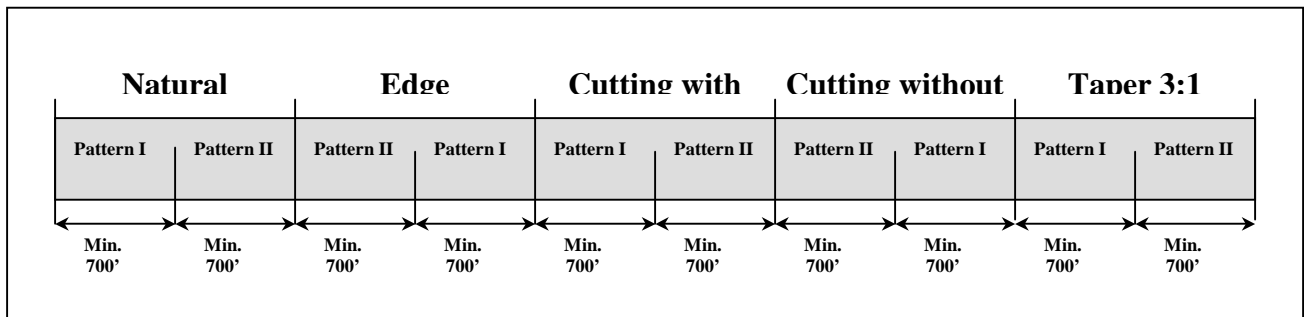 Natural Edge Cutting with Cutting without Taper 3:1
Pattern I Pattern II Pattern II Pattern I Pattern I Pattern II Pattern II Pattern I Pattern I Pattern II
Min. Min. Min. Min. Min. Min. Min. Min. Min. Min.
700’ 700’ 700’ 700’ 700’ 700’ 700’ 700’ 700’ 700’